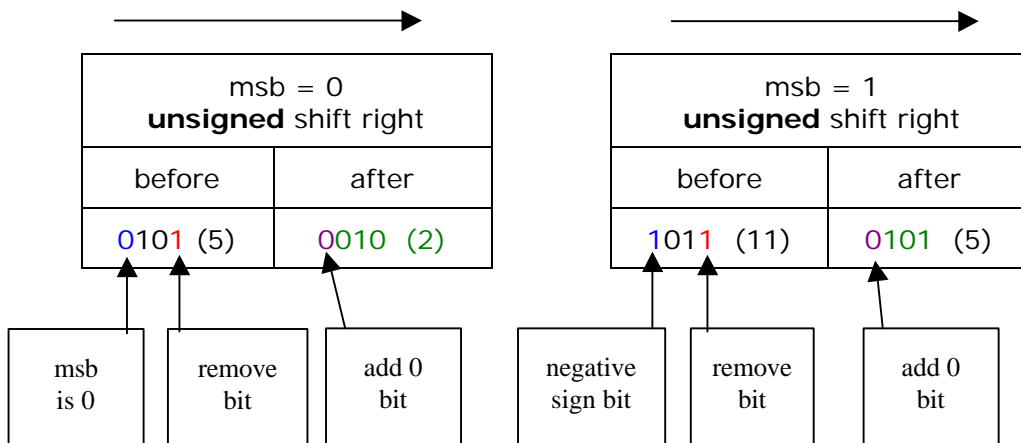 msb = 0
unsigned shift right
before after
0101 (5) 0010 (2)
msb
is 0
remove
bit
add 0
bit
msb = 1
unsigned shift right
before after
1011 (11) 0101 (5)
negative
sign bit
remove
bit
add 0
bit